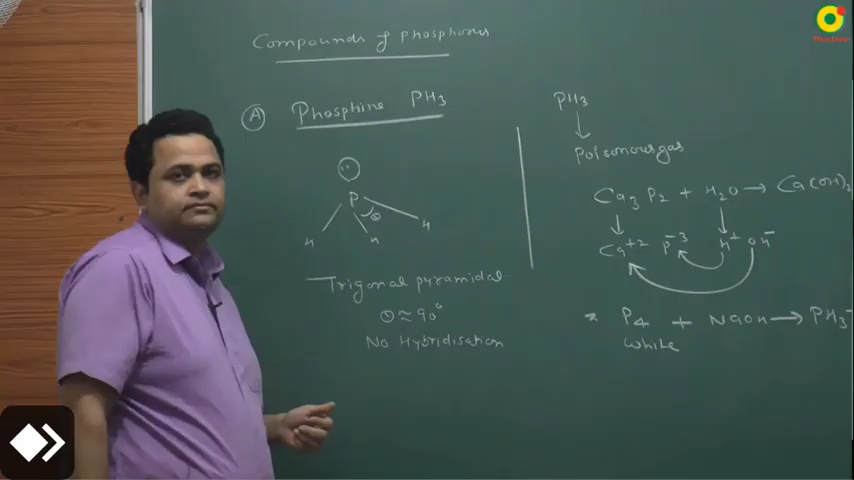 Compounds of phosphorus
(A) Phosphine PH3
P
H H H
Trigonal pyramidal
Θ ≈ 90°
No Hybridisation
PH3
↓
Poisonous gas
Ca3 P2 + H2O → Ca(OH)2
Ca+2 P-3 H+ OH-
P4 + NaOH → PH3
White